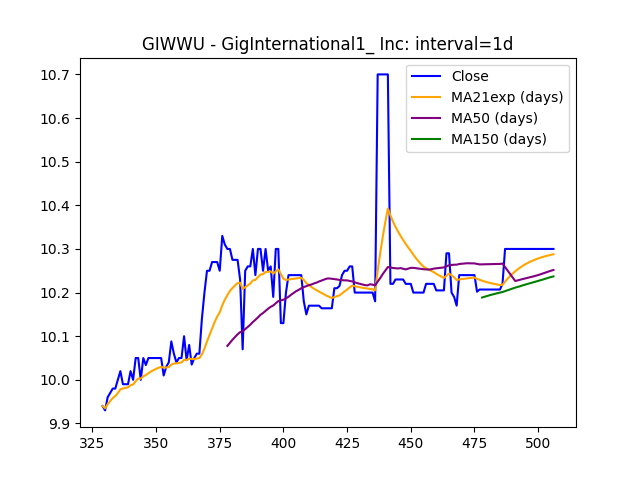 GIWWU - GigInternational1_ Inc: interval=1d
Close
MA21exp (days)
MA50 (days)
MA150 (days)
10.7
10.6
10.5
10.4
10.3
10.2
10.1
10.0
9.9
325 350 375 400 425 450 475 500